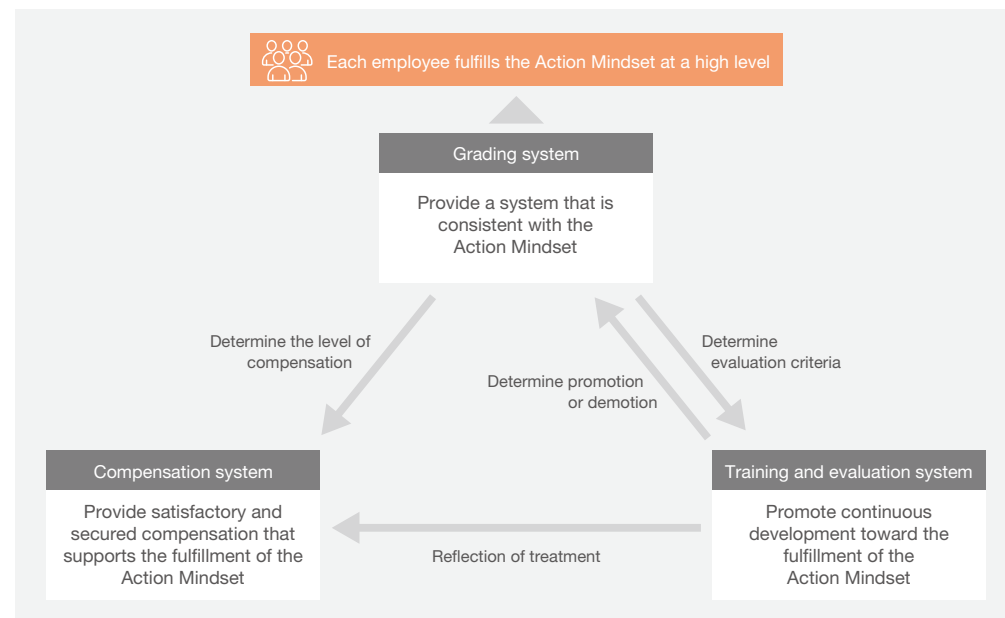 Each employee fulfills the Action Mindset at a high level
Grading system
Provide a system that is
consistent with the
Action Mindset
Determine the level of
compensation
Determine
evaluation criteria
Determine promotion
or demotion
Compensation system
Provide satisfactory and
secured compensation that
supports the fulfillment of the
Action Mindset
Reflection of treatment
Training and evaluation system
Promote continuous
development toward the
fulfillment of the
Action Mindset